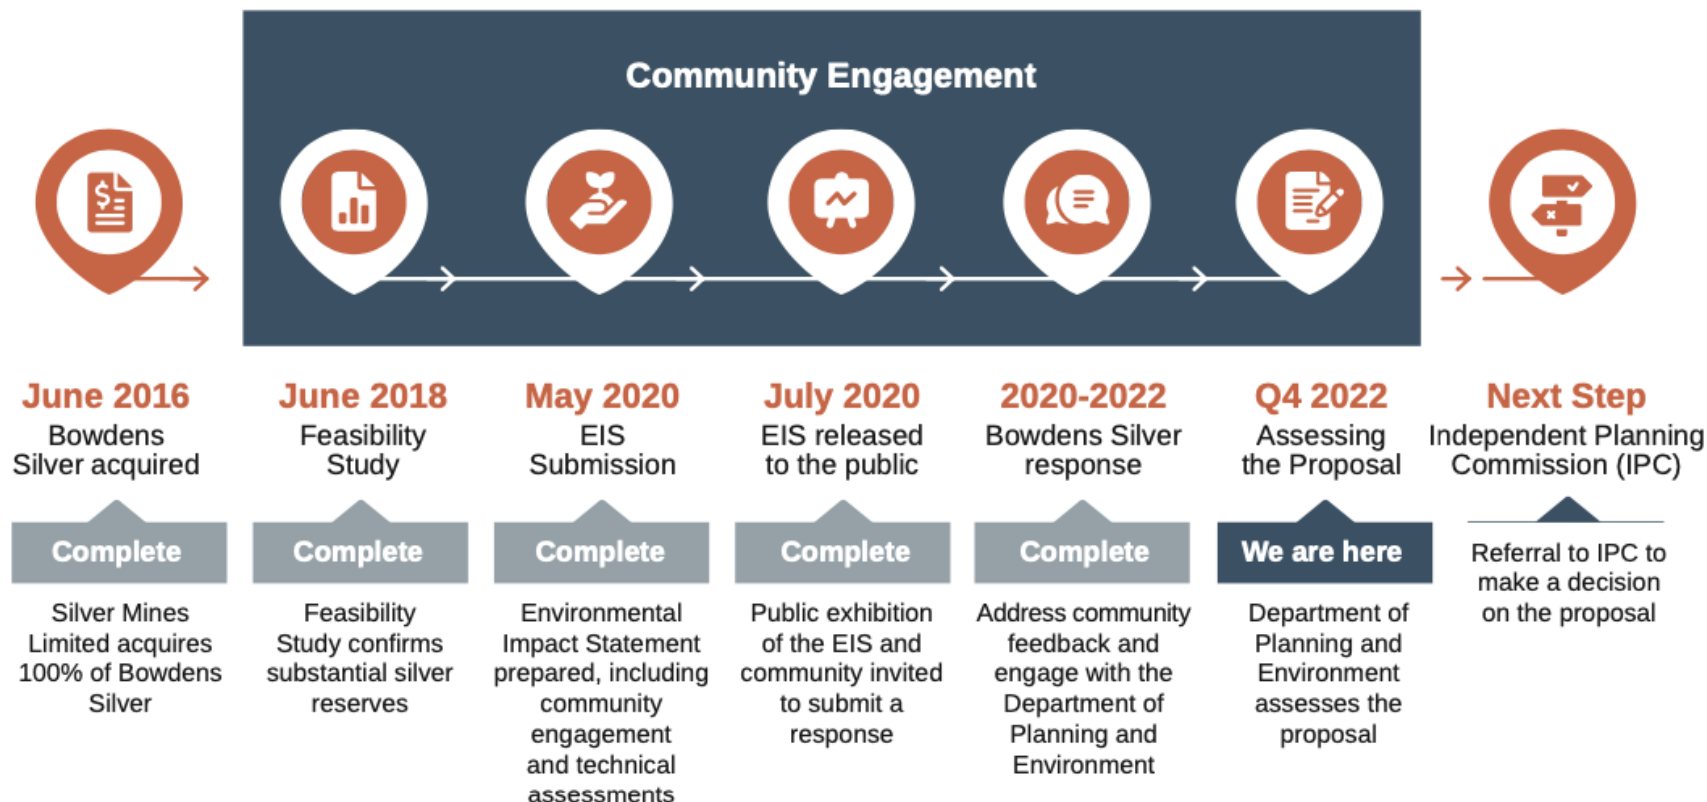 Community Engagement
June 2016
Bowdens
Silver acquired
Complete
Silver Mines
Limited acquires
100% of Bowdens
Silver
June 2018
Feasibility
Study
Complete
Feasibility
Study confirms
substantial silver
reserves
May 2020
EIS
Submission
Complete
Environmental
Impact Statement
prepared, including
community
engagement
and technical
assessments
July 2020
EIS released
to the public
Complete
Public exhibition
of the EIS and
community invited
to submit a
response
2020-2022
Bowdens Silver
response
Complete
Address community
feedback and
engage with the
Department of
Planning and
Environment
Q4 2022
Assessing
the Proposal
We are here
Department of
Planning and
Environment
assesses the
proposal
Next Step
Independent Planning
Commission (IPC)
Referral to IPC to
make a decision
on the proposal